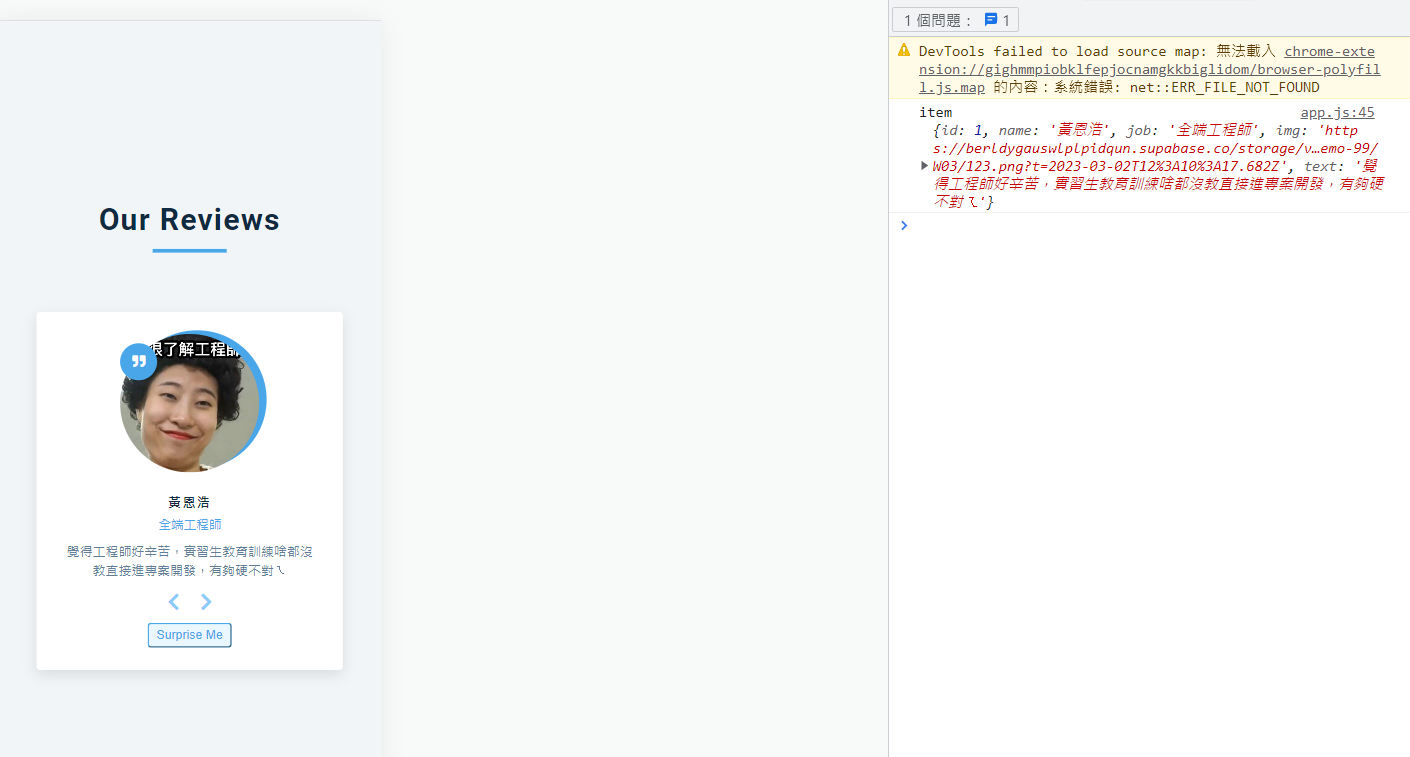 Our Reviews
很了解工程師
黃恩浩
全端工程師
覺得工程師好辛苦，實習生教育訓練啥都沒
教直接進專案開發，有夠硬不對ㄟ
Surprise Me
1 個問題： 1
DevTools failed to load source map: 無法載入 chrome-exte
nsion://gighmmpiobklfepjocnamgkkbiglidom/browser-polyfil
l.js.map 的內容：系統錯誤: net::ERR_FILE_NOT_FOUND
item app.js:45
{id: 1, name: '黃恩浩', job: '全端工程師', img: 'http
s://berldygauswlplpidqun.supabase.co/storage/v…emo-99/
W03/123.png?t=2023-03-02T12%3A10%3A17.682Z', text: '覺
得工程師好辛苦，實習生教育訓練啥都沒教直接進專案開發，有夠硬
不對ㄟ'}